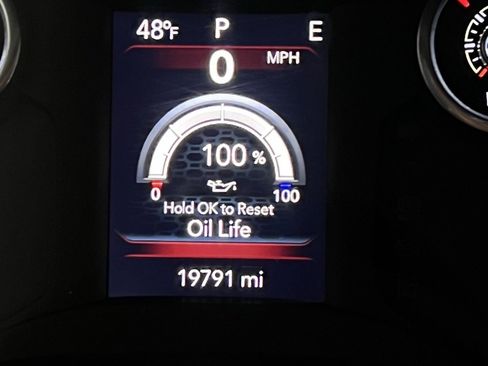 48°F P E
0 MPH
100 %
0 100
Hold OK to Reset
Oil Life
19791 mi